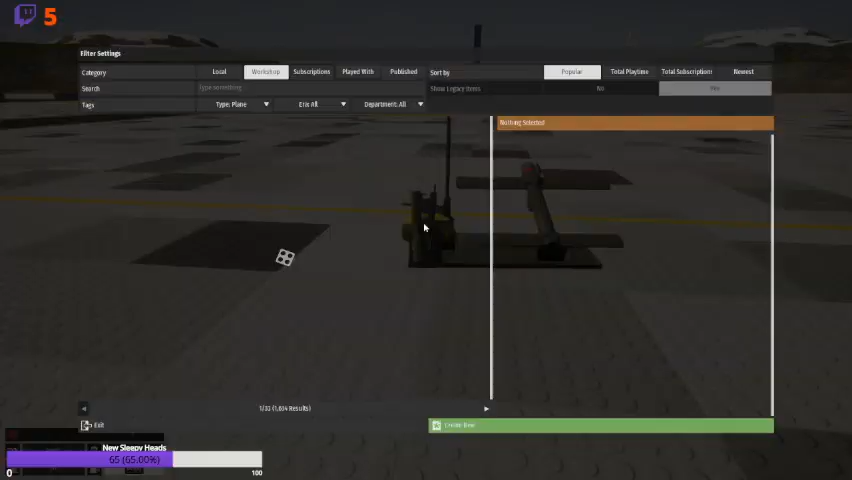 5
Filter Settings
Category Local Workshop Subscriptions Played With Published
Search Type something
Tags Type: Plane Era: All Department: All
Sort by Popular Total Playtime Total Subscriptions Newest
Show Legacy Items No Yes
Nothing Selected
1/33 (1,634 Results)
Exit
Create New
New Sleepy Heads
65 (65.00%)
0 100